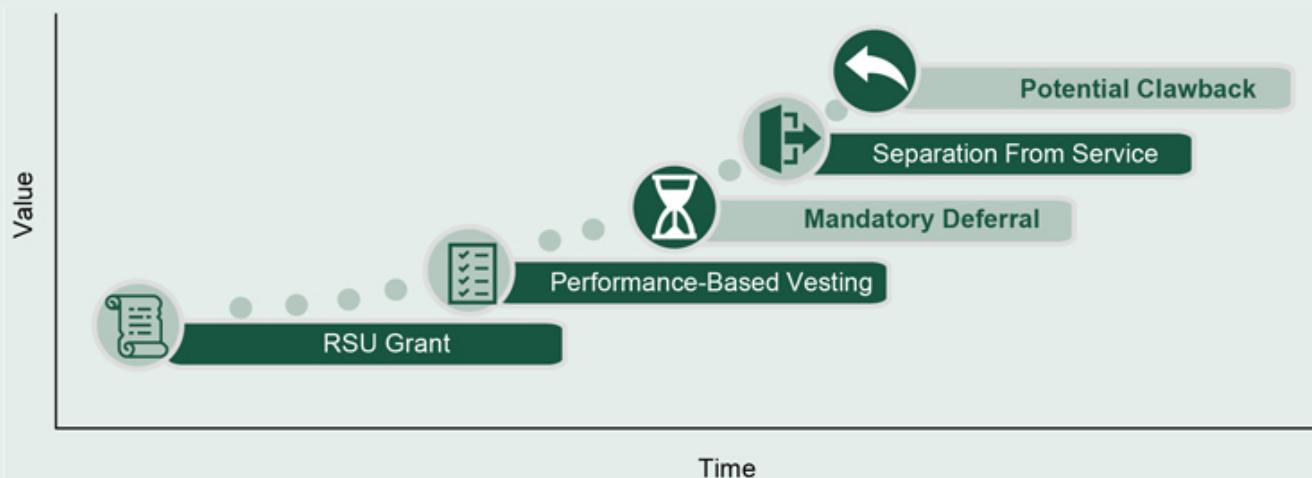 Potential Clawback
Separation From Service
Value
Mandatory Deferral
Performance-Based Vesting
RSU Grant
Time